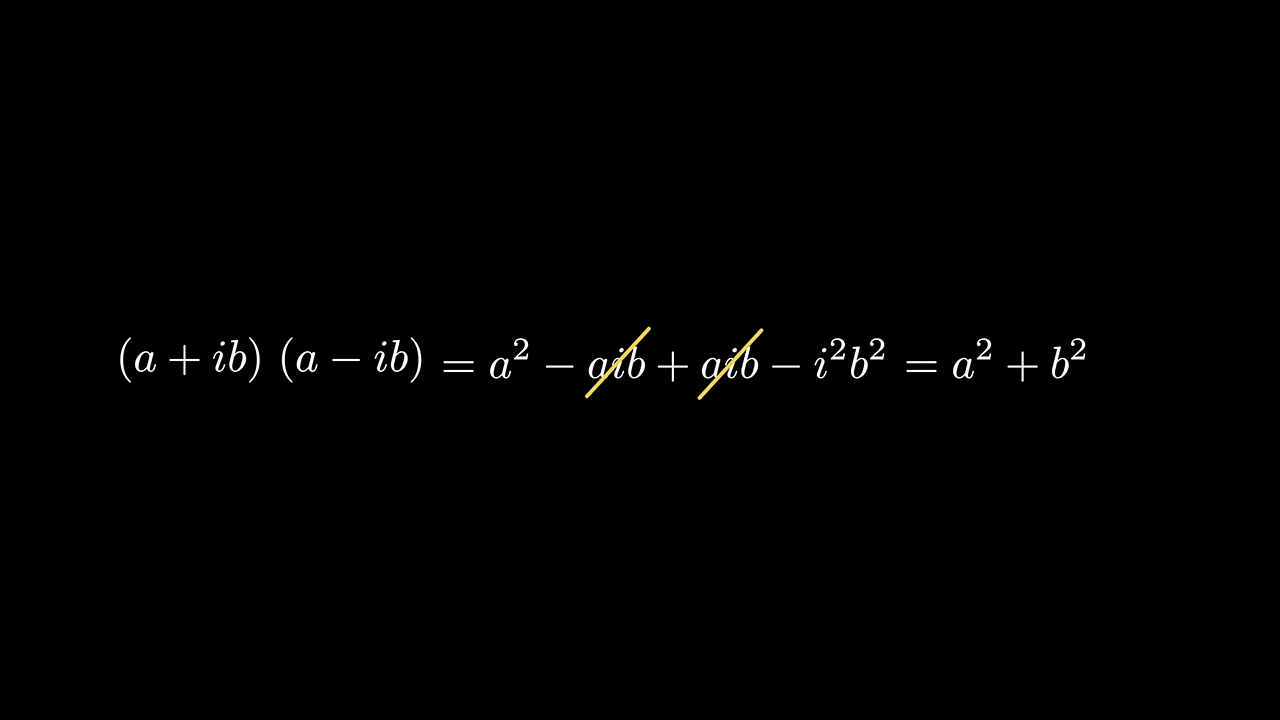 (a + ib) (a − ib) = a² − aib + aib − i²b² = a² + b²